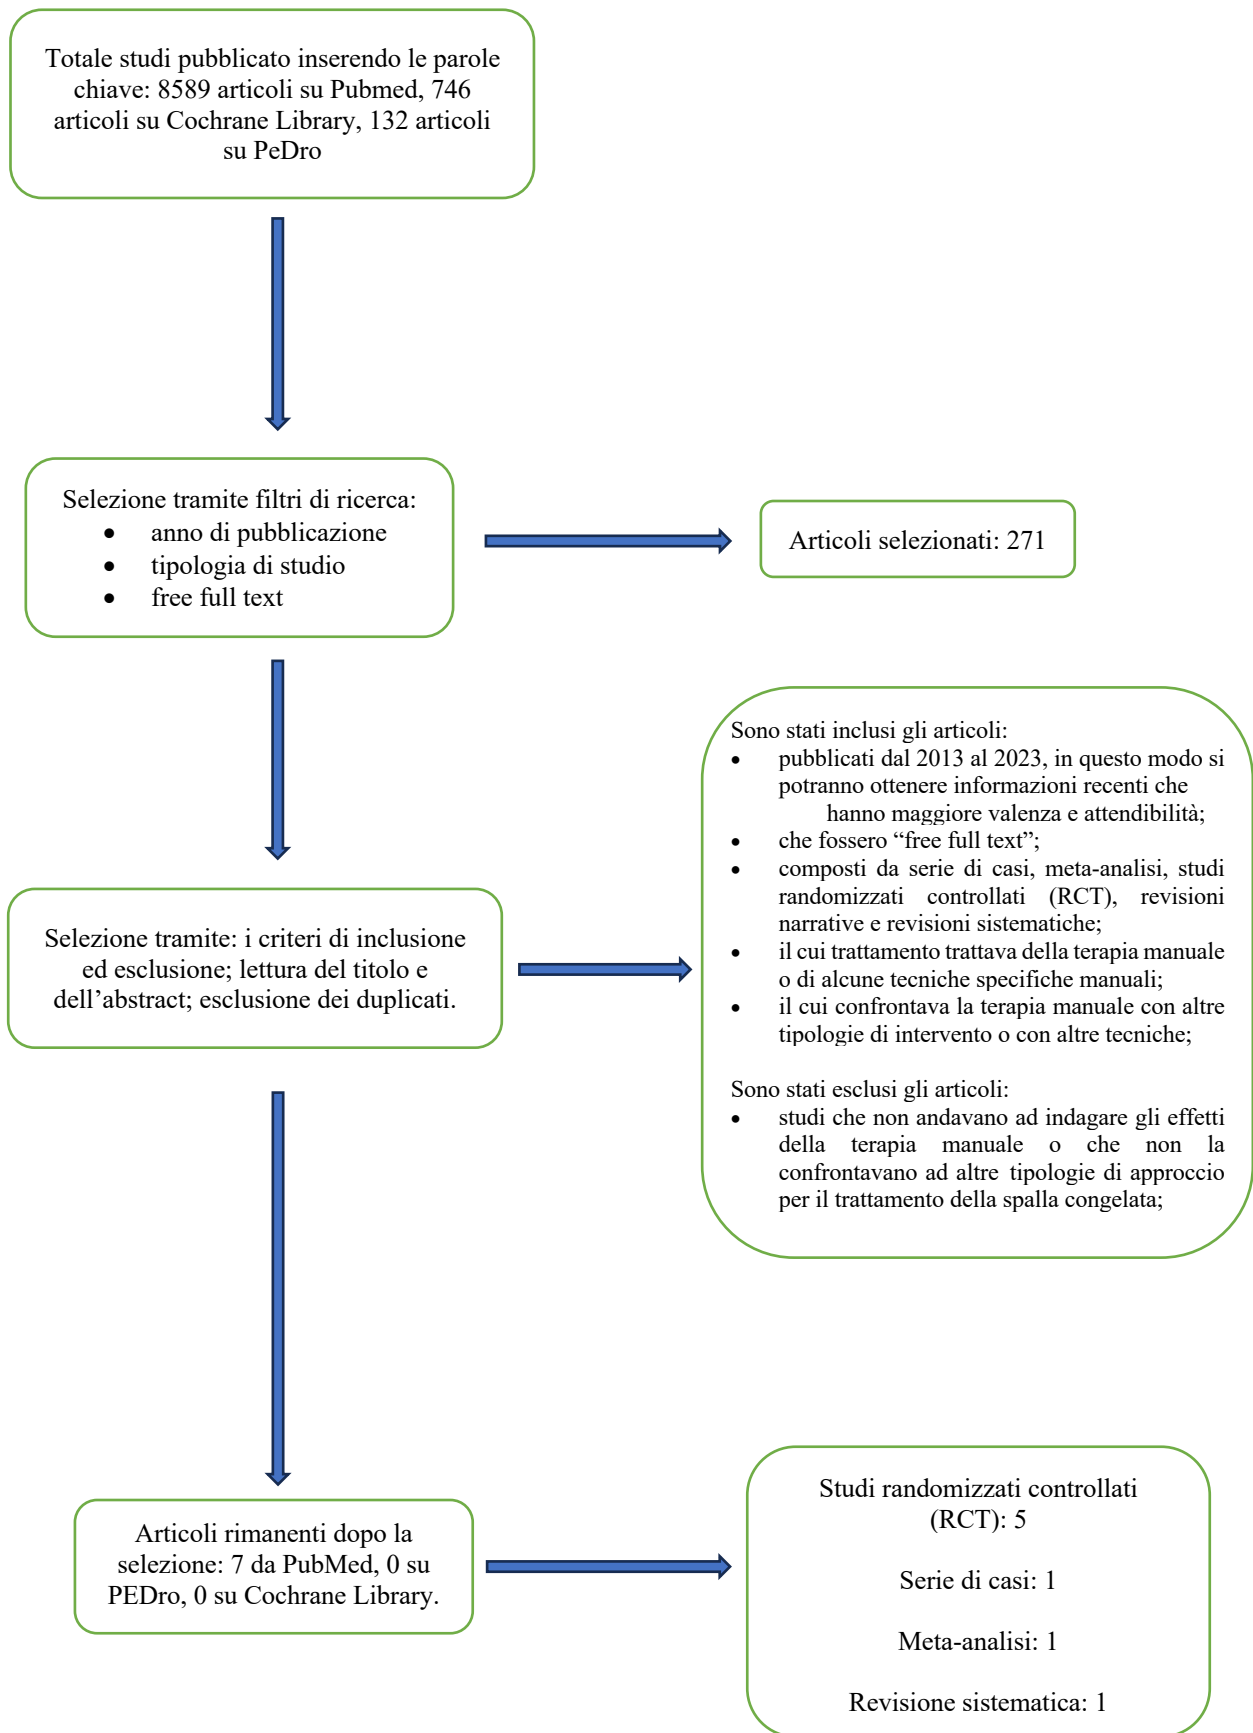 Totale studi pubblicato inserendo le parole
chiave: 8589 articoli su Pubmed, 746
articoli su Cochrane Library, 132 articoli
su PeDro
Selezione tramite filtri di ricerca:
• anno di pubblicazione
• tipologia di studio
• free full text
Articoli selezionati: 271
Sono stati inclusi gli articoli:
• pubblicati dal 2013 al 2023, in questo modo si
potranno ottenere informazioni recenti che
hanno maggiore valenza e attendibilità;
• che fossero “free full text”;
• composti da serie di casi, meta-analisi, studi
randomizzati controllati (RCT), revisioni
narrative e revisioni sistematiche;
• il cui trattamento trattava della terapia manuale
o di alcune tecniche specifiche manuali;
• il cui confrontava la terapia manuale con altre
tipologie di intervento o con altre tecniche;
Sono stati esclusi gli articoli:
• studi che non andavano ad indagare gli effetti
della terapia manuale o che non la
confrontavano ad altre tipologie di approccio
per il trattamento della spalla congelata;
Selezione tramite: i criteri di inclusione
ed esclusione; lettura del titolo e
dell’abstract; esclusione dei duplicati.
Articoli rimanenti dopo la
selezione: 7 da PubMed, 0 su
PEDro, 0 su Cochrane Library.
Studi randomizzati controllati
(RCT): 5
Serie di casi: 1
Meta-analisi: 1
Revisione sistematica: 1